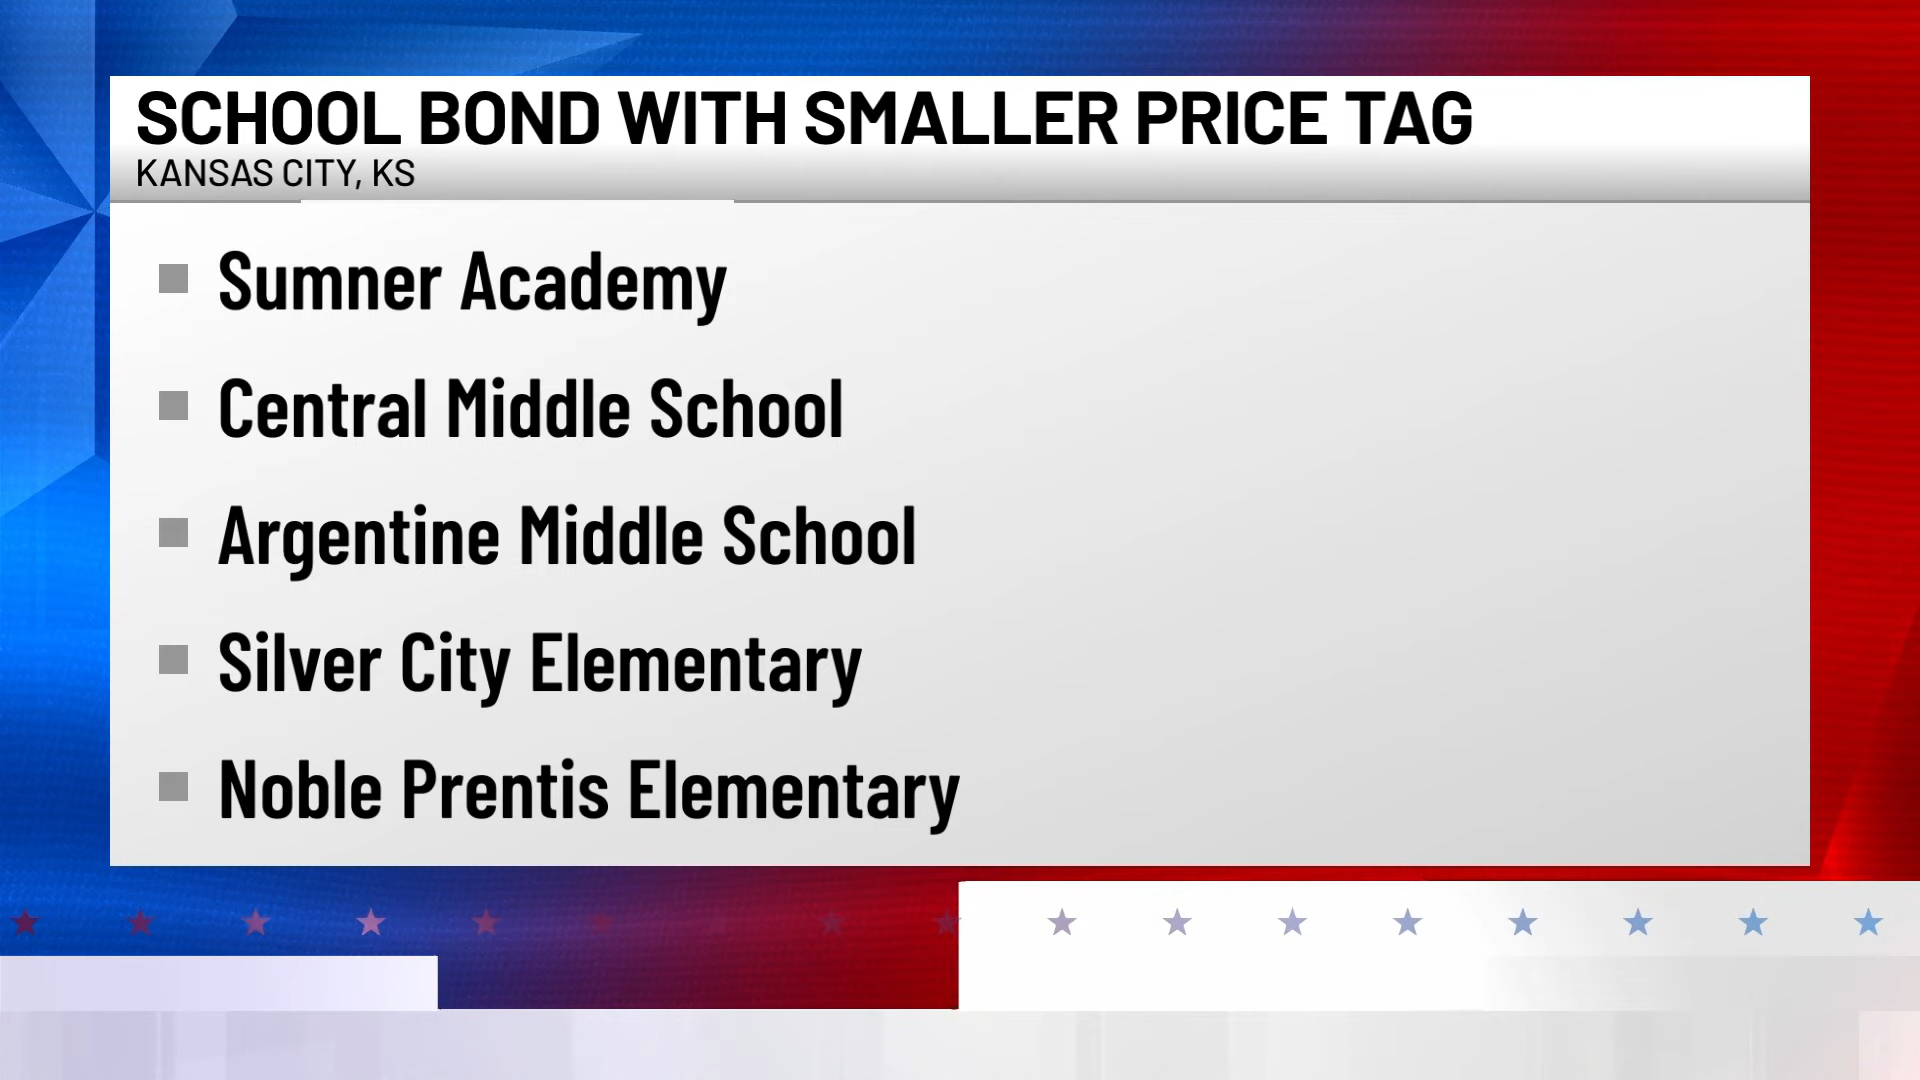 SCHOOL BOND WITH SMALLER PRICE TAG
KANSAS CITY, KS
Sumner Academy
Central Middle School
Argentine Middle School
Silver City Elementary
Noble Prentis Elementary